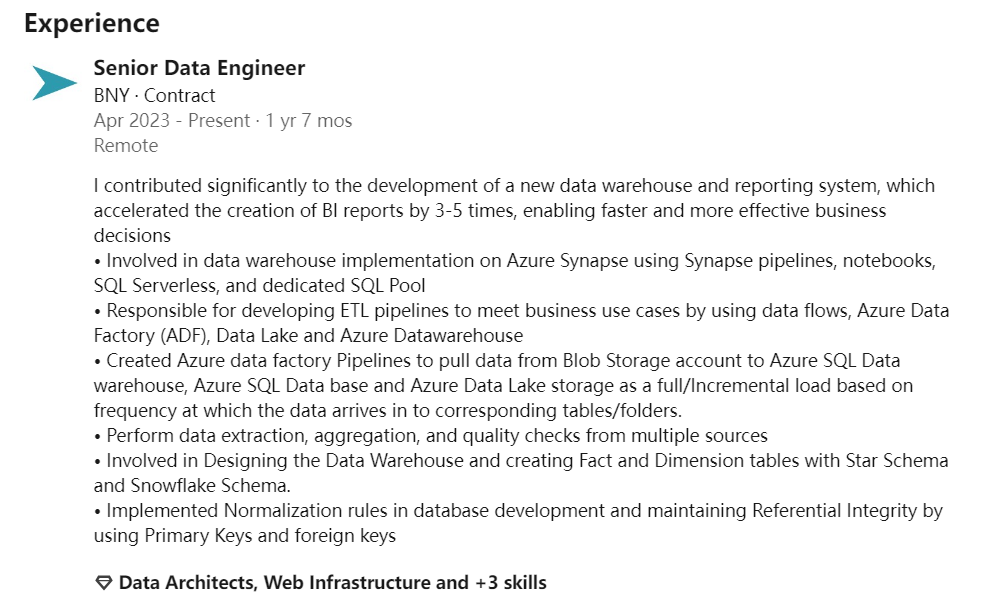 Experience
Senior Data Engineer
BNY · Contract
Apr 2023 - Present · 1 yr 7 mos
Remote
I contributed significantly to the development of a new data warehouse and reporting system, which
accelerated the creation of BI reports by 3-5 times, enabling faster and more effective business
decisions
• Involved in data warehouse implementation on Azure Synapse using Synapse pipelines, notebooks,
SQL Serverless, and dedicated SQL Pool
• Responsible for developing ETL pipelines to meet business use cases by using data flows, Azure Data
Factory (ADF), Data Lake and Azure Datawarehouse
• Created Azure data factory Pipelines to pull data from Blob Storage account to Azure SQL Data
warehouse, Azure SQL Data base and Azure Data Lake storage as a full/Incremental load based on
frequency at which the data arrives in to corresponding tables/folders.
• Perform data extraction, aggregation, and quality checks from multiple sources
• Involved in Designing the Data Warehouse and creating Fact and Dimension tables with Star Schema
and Snowflake Schema.
• Implemented Normalization rules in database development and maintaining Referential Integrity by
using Primary Keys and foreign keys
Data Architects, Web Infrastructure and +3 skills